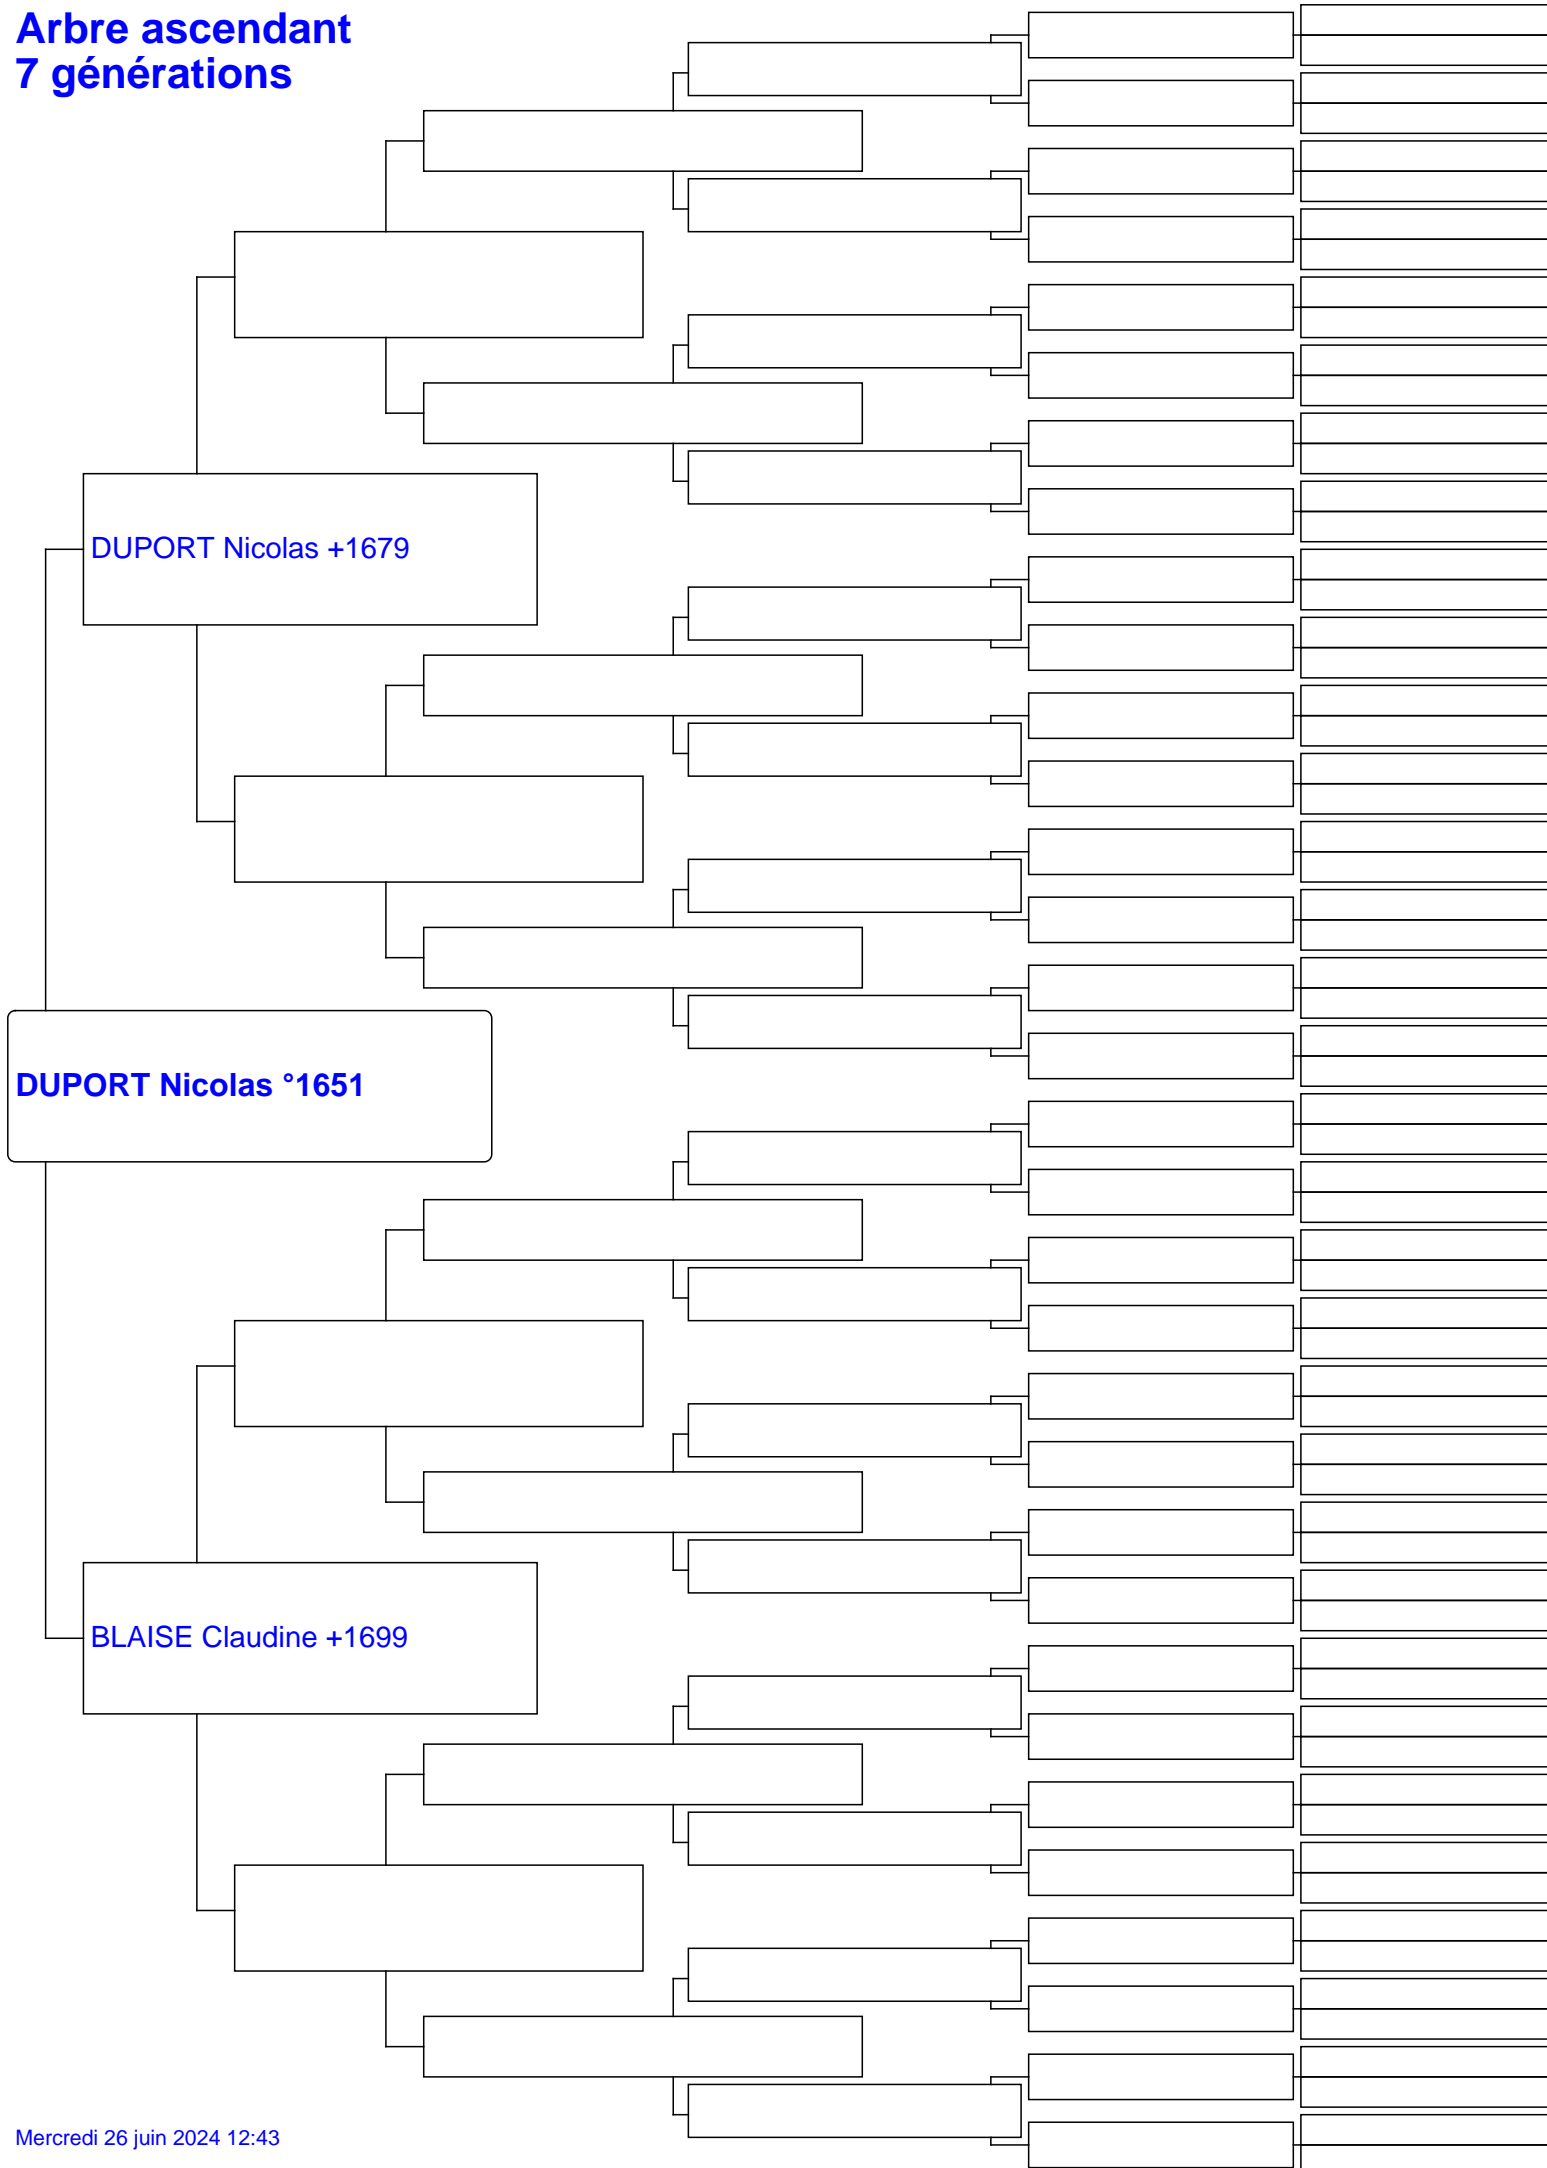 Arbre ascendant
7 générations
DUPORT Nicolas +1679
DUPORT Nicolas °1651
BLAISE Claudine +1699
Mercredi 26 juin 2024 12:43